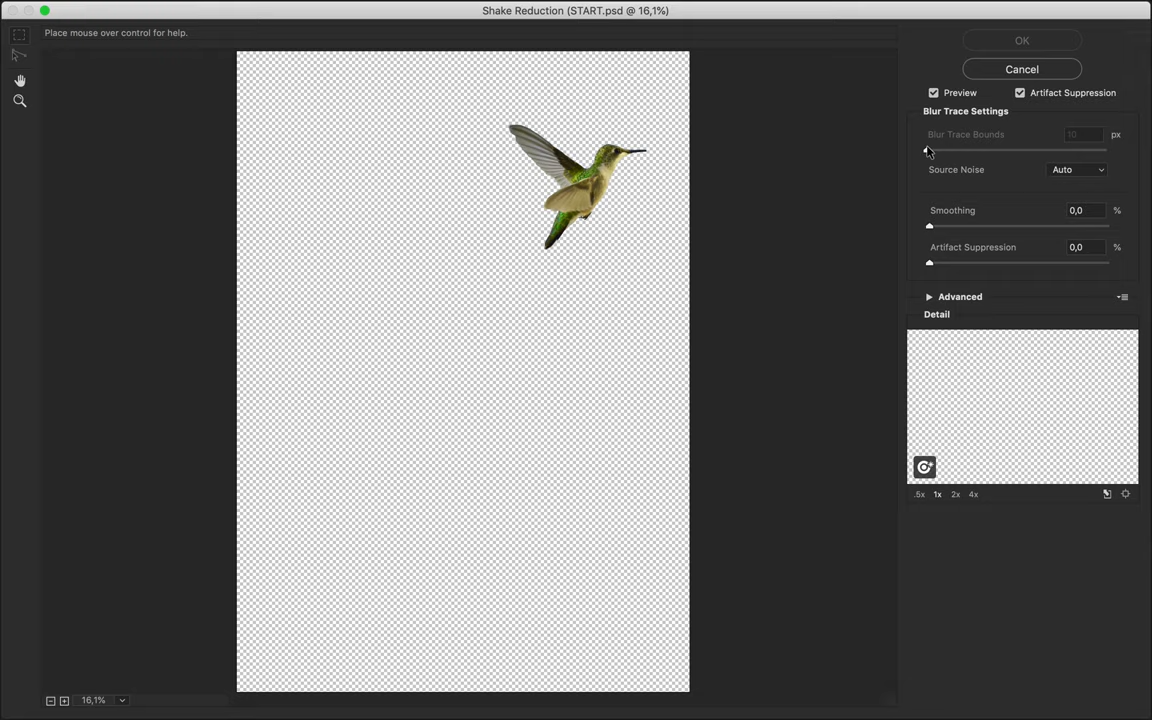 Shake Reduction (START.psd @ 16,1%)
Place mouse over control for help.
OK
Cancel
Preview
Artifact Suppression
Blur Trace Settings
Blur Trace Bounds 10 px
Source Noise Auto
Smoothing 0,0 %
Artifact Suppression 0,0 %
Advanced
Detail
.5x 1x 2x 4x
16,1%